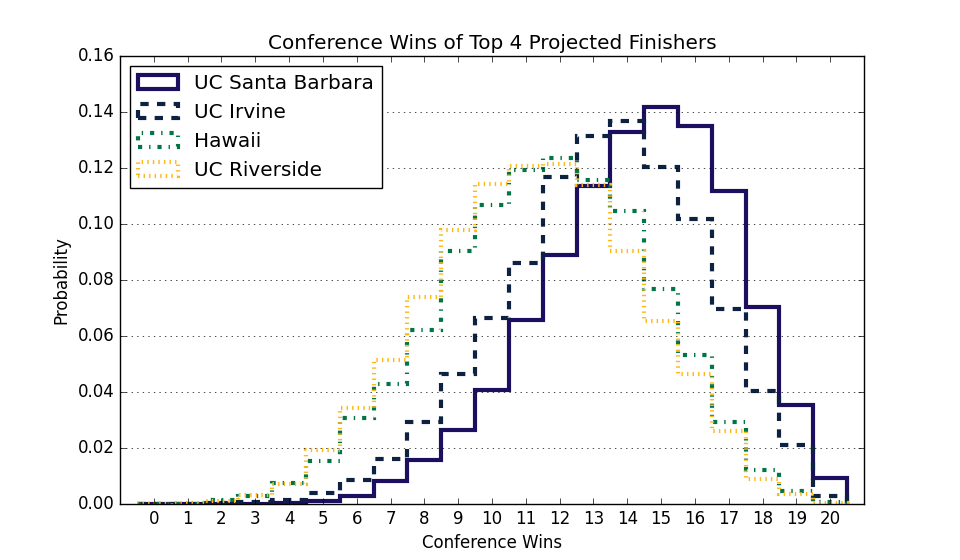 Conference Wins of Top 4 Projected Finishers
0.16
0.14
0.12
0.10
0.08
0.06
0.04
0.02
0.00
Probability
UC Santa Barbara
UC Irvine
Hawaii
UC Riverside
0 1 2 3 4 5 6 7 8 9 10 11 12 13 14 15 16 17 18 19 20
Conference Wins